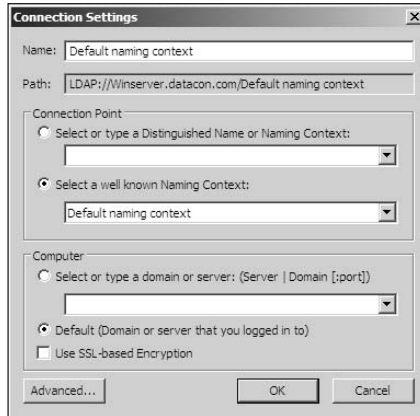 Connection Settings
Name: Default naming context
Path: LDAP://Winserver.datacon.com/Default naming context
Connection Point
Select or type a Distinguished Name or Naming Context:
Select a well known Naming Context:
Default naming context
Computer
Select or type a domain or server: (Server | Domain [:port])
Default (Domain or server that you logged in to)
Use SSL-based Encryption
Advanced... OK Cancel